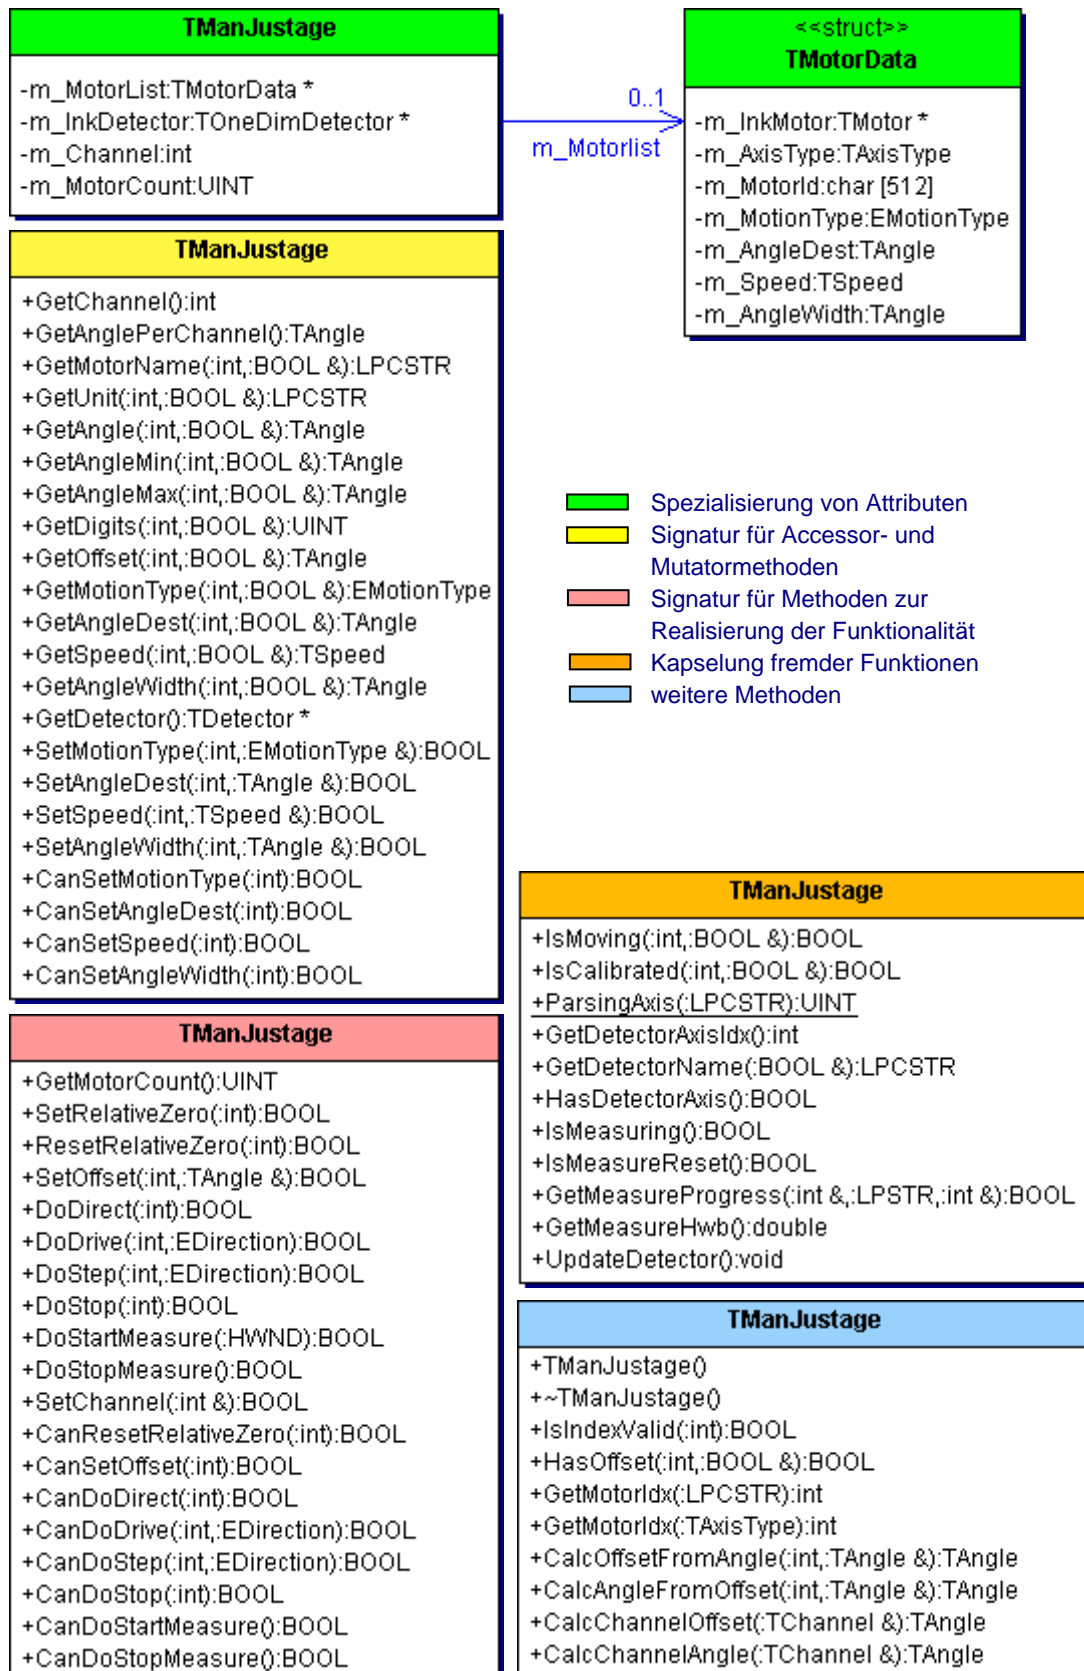 TManJustage
-m_MotorList:TMotorData *
-m_lnkDetector:TOneDimDetector *
-m_Channel:int
-m_MotorCount:UINT
0..1
m_Motorlist
<<struct>>
TMotorData
-m_lnkMotor:TMotor *
-m_AxisType:TAxisType
-m_MotorId:char [512]
-m_MotionType:EMotionType
-m_AngleDest:TAngle
-m_Speed:TSpeed
-m_AngleWidth:TAngle
TManJustage
+GetChannel():int
+GetAnglePerChannel():TAngle
+GetMotorName(:int,:BOOL &):LPCSTR
+GetUnit(:int,:BOOL &):LPCSTR
+GetAngle(:int,:BOOL &):TAngle
+GetAngleMin(:int,:BOOL &):TAngle
+GetAngleMax(:int,:BOOL &):TAngle
+GetDigits(:int,:BOOL &):UINT
+GetOffset(:int,:BOOL &):TAngle
+GetMotionType(:int,:BOOL &):EMotionType
+GetAngleDest(:int,:BOOL &):TAngle
+GetSpeed(:int,:BOOL &):TSpeed
+GetAngleWidth(:int,:BOOL &):TAngle
+GetDetector():TDetector *
+SetMotionType(:int,:EMotionType &):BOOL
+SetAngleDest(:int,:TAngle &):BOOL
+SetSpeed(:int,:TSpeed &):BOOL
+SetAngleWidth(:int,:TAngle &):BOOL
+CanSetMotionType(:int):BOOL
+CanSetAngleDest(:int):BOOL
+CanSetSpeed(:int):BOOL
+CanSetAngleWidth(:int):BOOL
Spezialisierung von Attributen
Signatur für Accessor- und
Mutatormethoden
Signatur für Methoden zur
Realisierung der Funktionalität
Kapselung fremder Funktionen
weitere Methoden
TManJustage
+GetMotorCount():UINT
+SetRelativeZero(:int):BOOL
+ResetRelativeZero(:int):BOOL
+SetOffset(:int,:TAngle &):BOOL
+DoDirect(:int):BOOL
+DoDrive(:int,:EDirection):BOOL
+DoStep(:int,:EDirection):BOOL
+DoStop(:int):BOOL
+DoStartMeasure(:HWND):BOOL
+DoStopMeasure():BOOL
+SetChannel(:int &):BOOL
+CanResetRelativeZero(:int):BOOL
+CanSetOffset(:int):BOOL
+CanDoDirect(:int):BOOL
+CanDoDrive(:int,:EDirection):BOOL
+CanDoStep(:int,:EDirection):BOOL
+CanDoStop(:int):BOOL
+CanDoStartMeasure():BOOL
+CanDoStopMeasure():BOOL
TManJustage
+IsMoving(:int,:BOOL &):BOOL
+IsCalibrated(:int,:BOOL &):BOOL
+ParsingAxis(:LPCSTR):UINT
+GetDetectorAxisIdx():int
+GetDetectorName(:BOOL &):LPCSTR
+HasDetectorAxis():BOOL
+IsMeasuring():BOOL
+IsMeasureReset():BOOL
+GetMeasureProgress(:int &,:LPSTR,:int &):BOOL
+GetMeasureHwb():double
+UpdateDetector():void
TManJustage
+TManJustage()
+~TManJustage()
+IsIndexValid(:int):BOOL
+HasOffset(:int,:BOOL &):BOOL
+GetMotorIdx(:LPCSTR):int
+GetMotorIdx(:TAxisType):int
+CalcOffsetFromAngle(:int,:TAngle &):TAngle
+CalcAngleFromOffset(:int,:TAngle &):TAngle
+CalcChannelOffset(:TChannel &):TAngle
+CalcChannelAngle(:TChannel &):TAngle